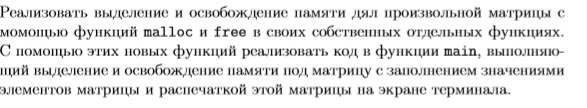 Реализовать выделение и освобождение памяти дял произвольной матрицы с
момощью функций malloc и free в своих собственных отдельных функциях.
С помощью этих новых функций реализовать код в функции main, выполняю-
щий выделение и освобождение памяти под матрицу с заполнением значениями
элементов матрицы и распечаткой этой матрицы на экране терминала.